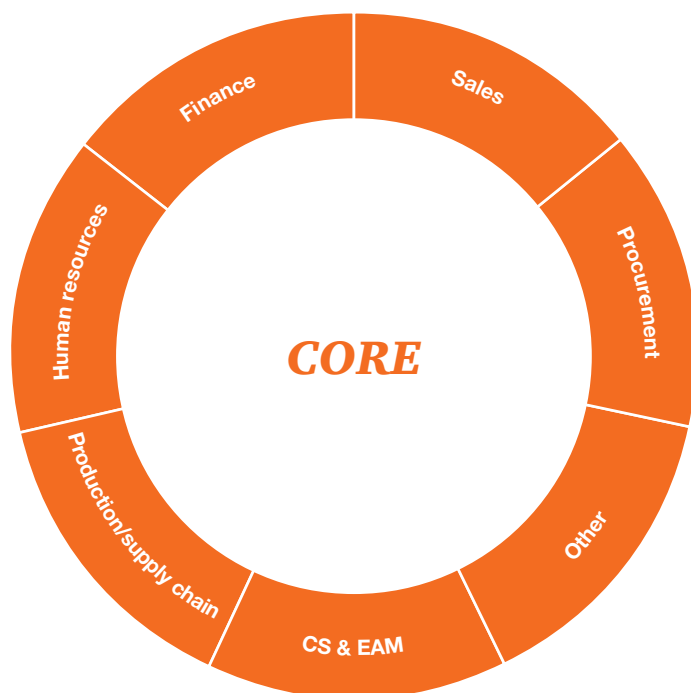 Finance
Sales
Human resources
Procurement
CORE
Production/supply chain
Other
CS & EAM